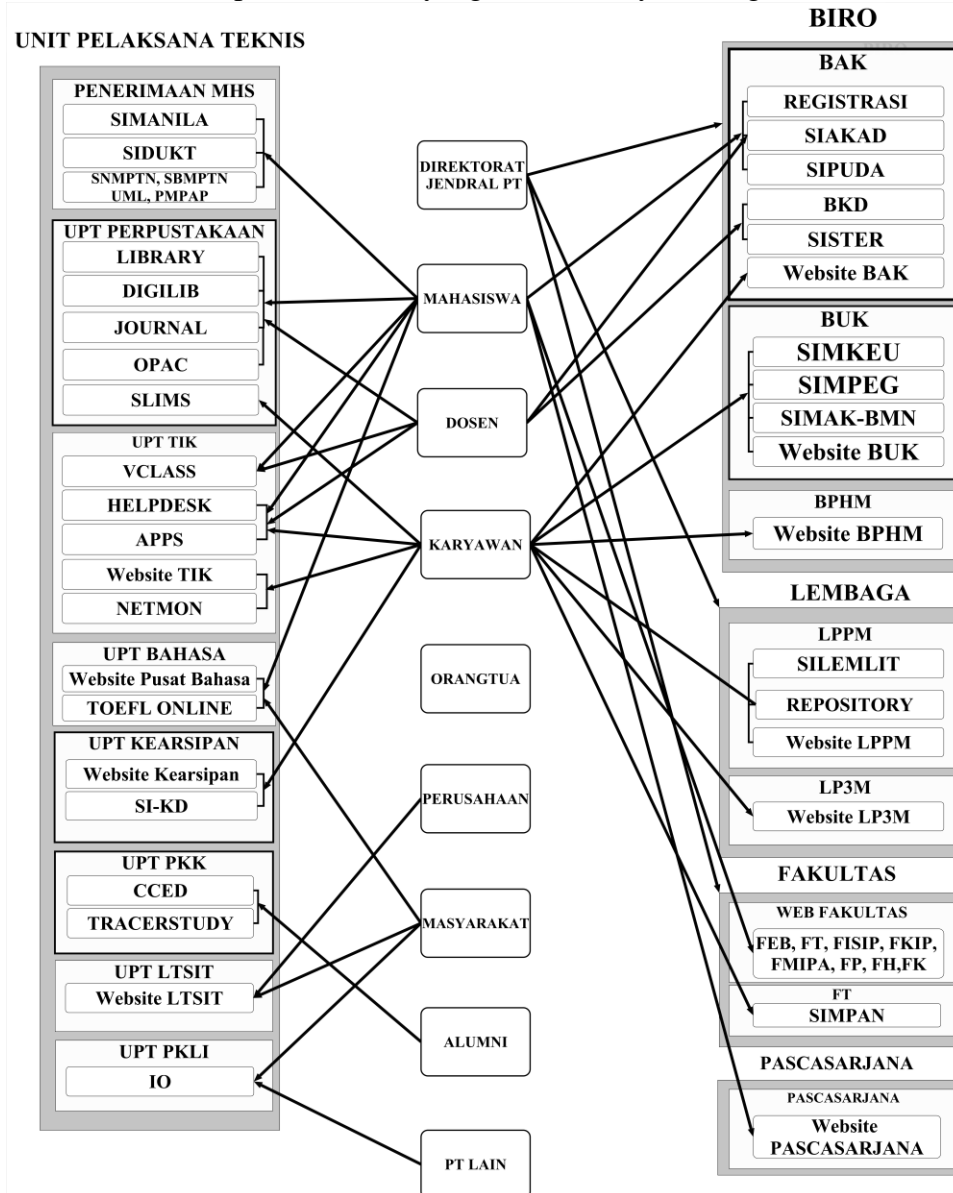 UNIT PELAKSANA TEKNIS
PENERIMAAN MHS
SIMANILA
SIDUKT
SNMPTN, SBMPTN
UML, PMPAP
UPT PERPUSTAKAAN
LIBRARY
DIGILIB
JOURNAL
OPAC
SLIMS
UPT TIK
VCLASS
HELPDESK
APPS
Website TIK
NETMON
UPT BAHASA
Website Pusat Bahasa
TOEFL ONLINE
UPT KEARSIPAN
Website Kearsipan
SI-KD
UPT PKK
CCED
TRACERSTUDY
UPT LTSIT
Website LTSIT
UPT PKLI
IO
DIREKTORAT
JENDRAL PT
MAHASISWA
DOSEN
KARYAWAN
ORANGTUA
PERUSAHAAN
MASYARAKAT
ALUMNI
PT LAIN
BIRO
BAK
REGISTRASI
SIAKAD
SIPUDA
BKD
SISTER
Website BAK
BUK
SIMKEU
SIMPEG
SIMAK-BMN
Website BUK
BPHM
Website BPHM
LEMBAGA
LPPM
SILEMLIT
REPOSITORY
Website LPPM
LP3M
Website LP3M
FAKULTAS
WEB FAKULTAS
FEB, FT, FISIP, FKIP,
FMIPA, FP, FH,FK
FT
SIMPAN
PASCASARJANA
PASCASARJANA
Website
PASCASARJANA